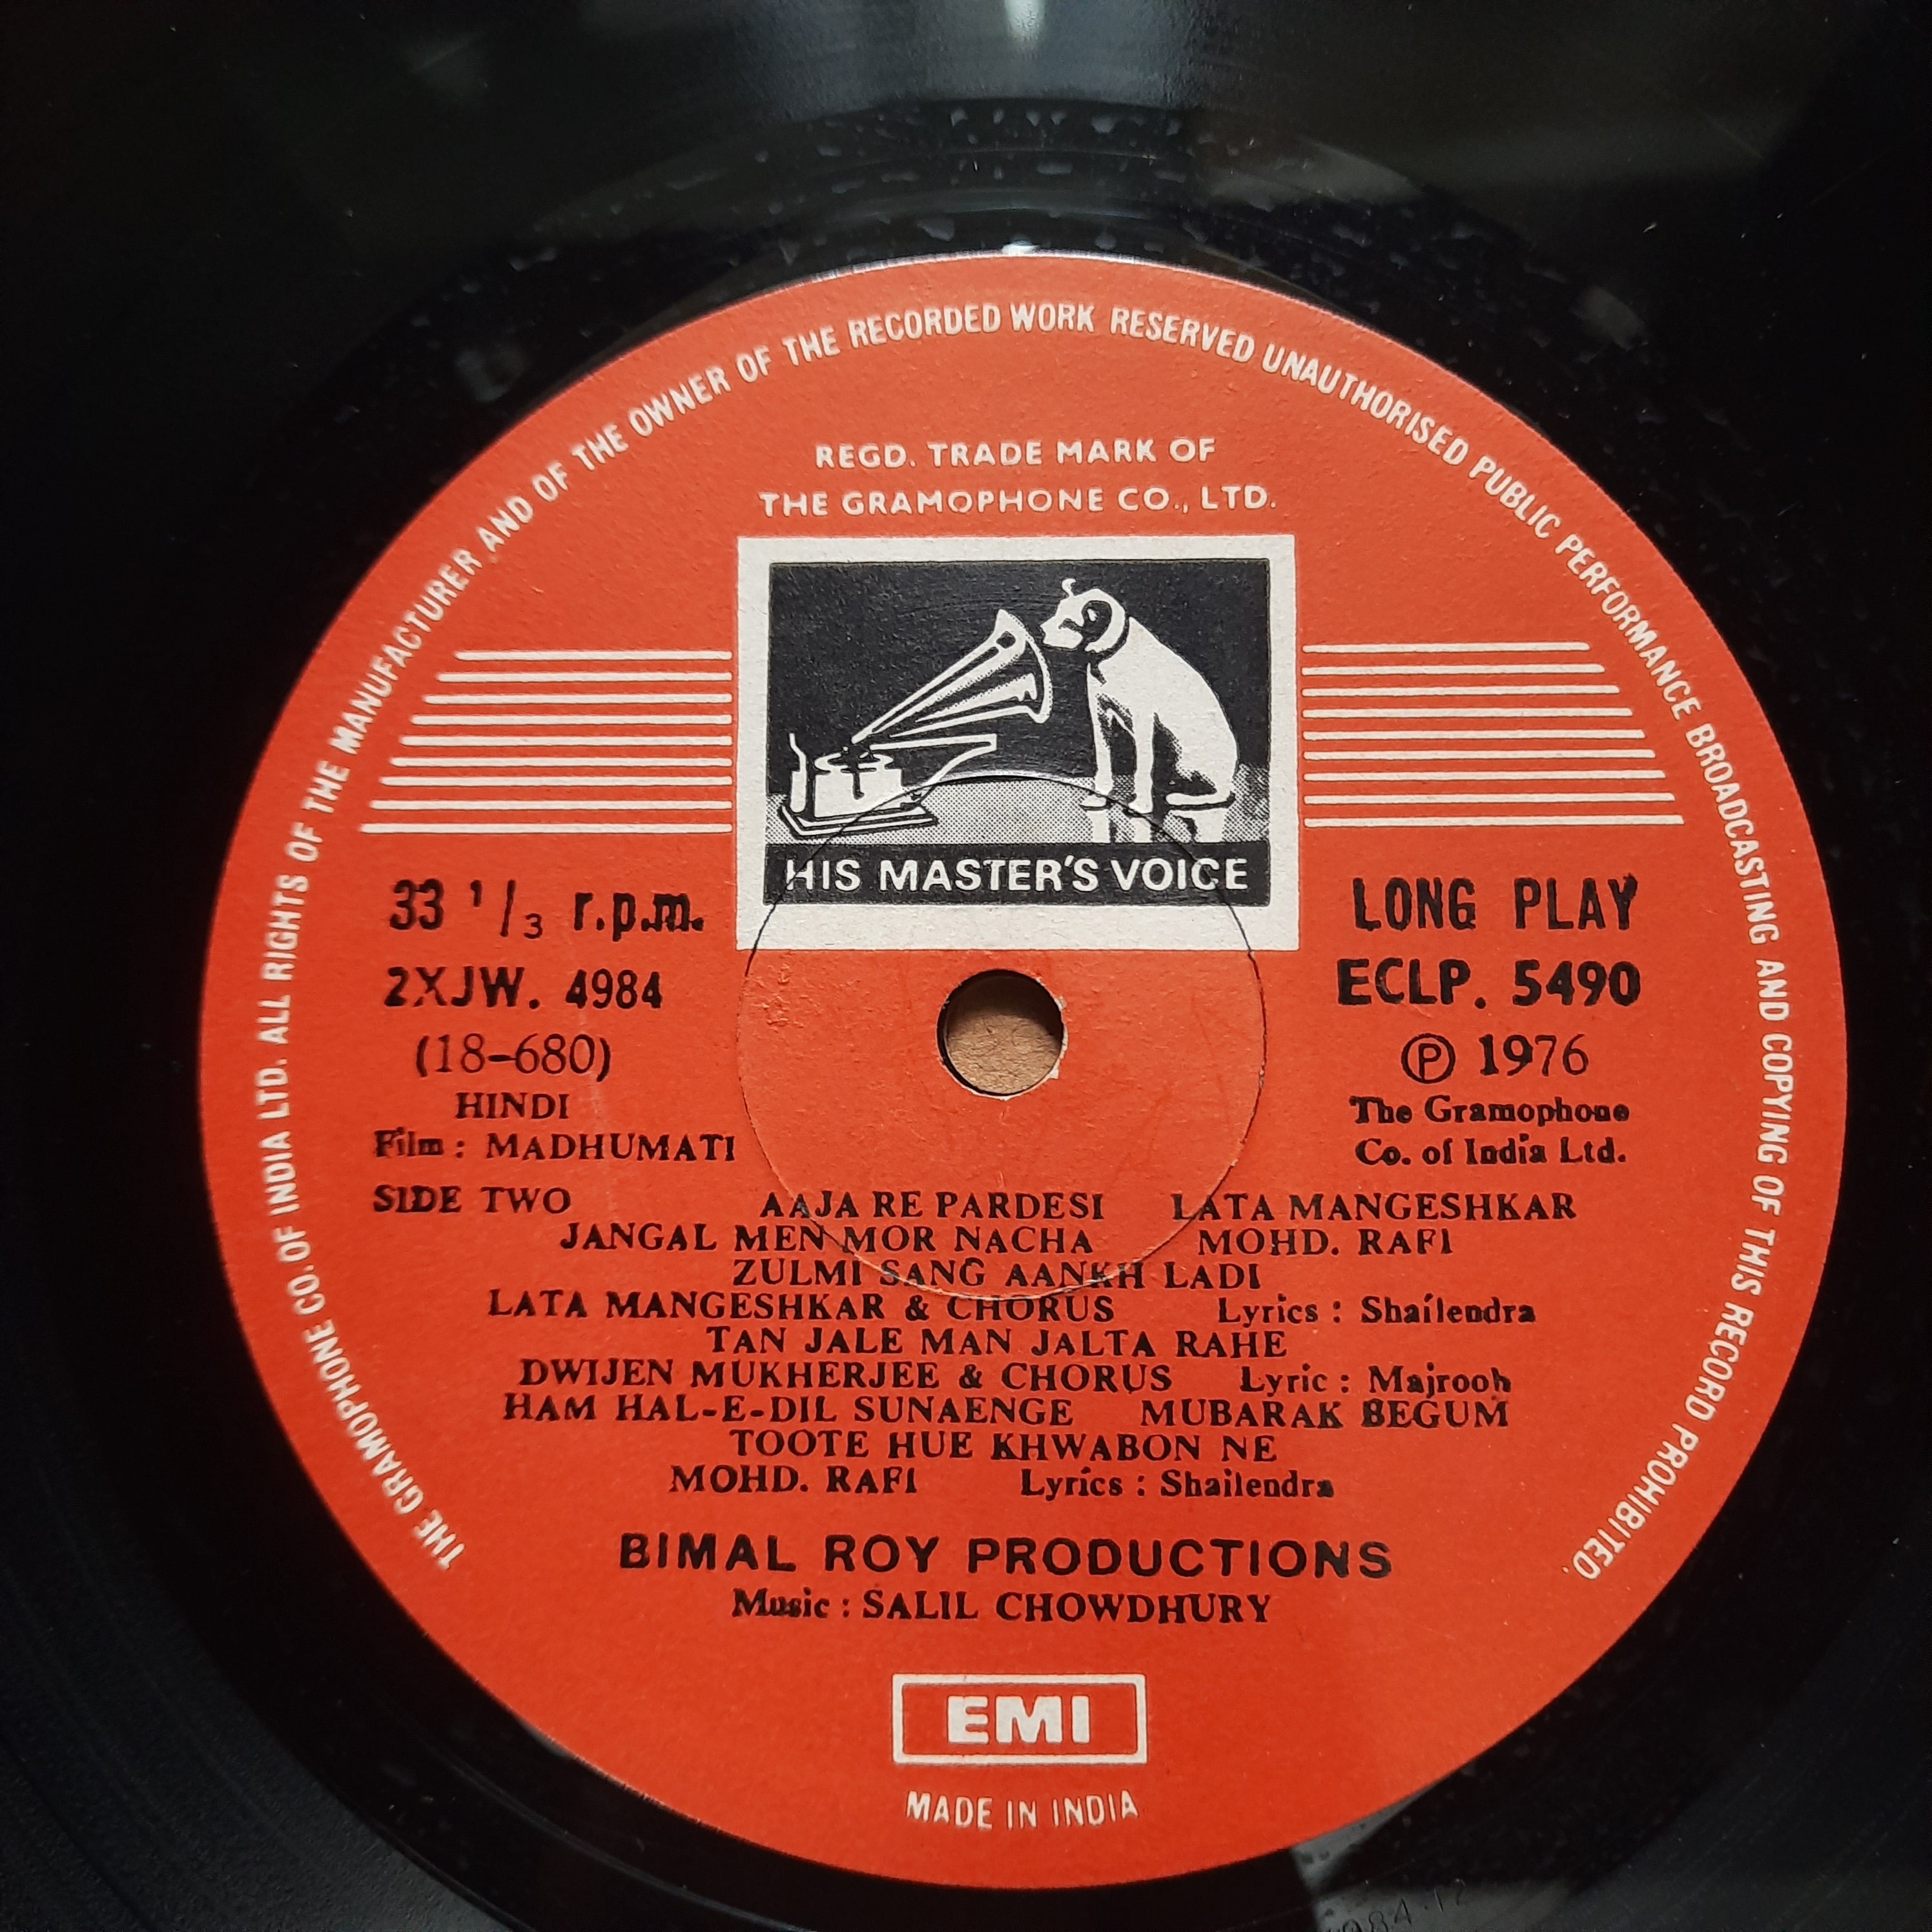 THE GRAMOPHONE CO. OF INDIA LTD. ALL RIGHTS OF THE MANUFACTURER AND OF THE OWNER OF THE RECORDED WORK RESERVED UNAUTHORISED PUBLIC PERFORMANCE BROADCASTING AND COPYING OF THIS RECORD PROHIBITED.
REGD. TRADE MARK OF
THE GRAMOPHONE CO., LTD.
HIS MASTER'S VOICE
33 1/3 r.p.m.
2XJW. 4984
(18-680)
HINDI
Film : MADHUMATI
LONG PLAY
ECLP. 5490
℗ 1976
The Gramophone
Co. of India Ltd.
SIDE TWO AAJA RE PARDESI LATA MANGESHKAR
JANGAL MEN MOR NACHA MOHD. RAFI
ZULMI SANG AANKH LADI
LATA MANGESHKAR & CHORUS Lyrics : Shailendra
TAN JALE MAN JALTA RAHE
DWIJEN MUKHERJEE & CHORUS Lyric : Majrooh
HAM HAL-E-DIL SUNAENGE MUBARAK BEGUM
TOOTE HUE KHWABON NE
MOHD. RAFI Lyrics : Shailendra
BIMAL ROY PRODUCTIONS
Music : SALIL CHOWDHURY
EMI
MADE IN INDIA